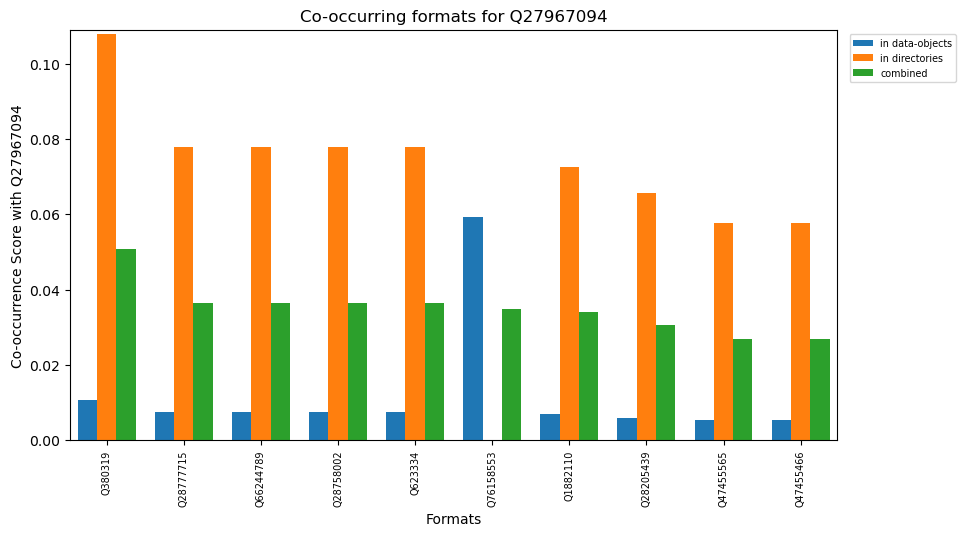 Co-occurring formats for Q27967094
in data-objects
in directories
combined
Co-occurrence Score with Q27967094
0.10
0.08
0.06
0.04
0.02
0.00
Q380319
Q28777715
Q66244789
Q28758002
Q623334
Q76158553
Q1882110
Q28205439
Q47455565
Q47455466
Formats